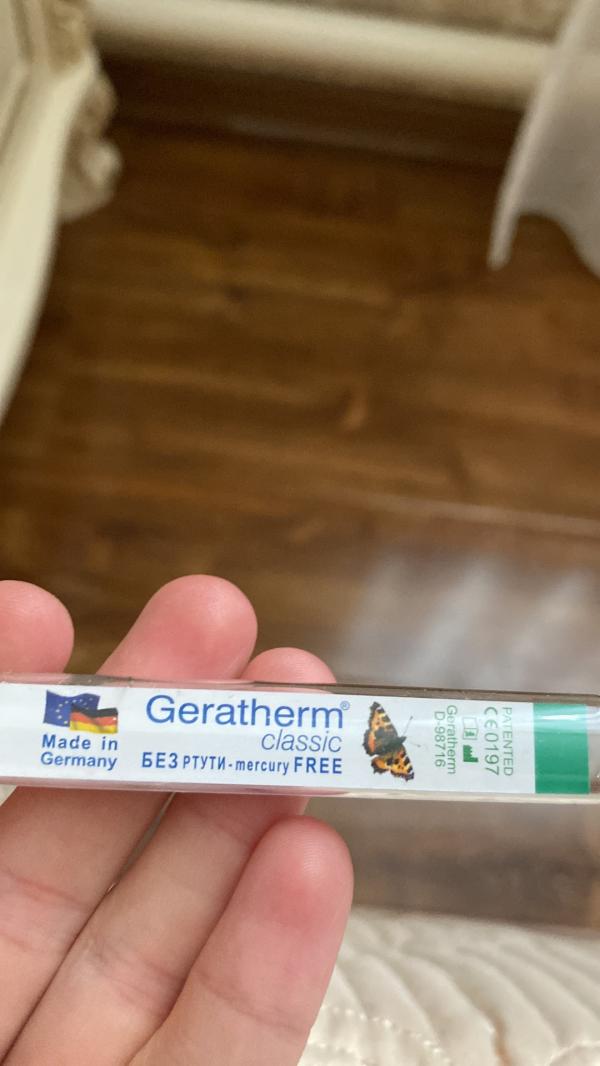 Made in
Germany
Geratherm®
classic
БЕЗ РТУТИ - mercury FREE
PATENTED
CE0197
Geratherm
D-98716